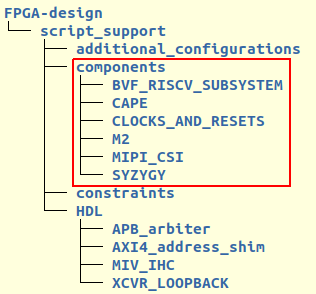 FPGA-design
script_support
additional_configurations
components
BVF_RISCV_SUBSYSTEM
CAPE
CLOCKS_AND_RESETS
M2
MIPI_CSI
SYZYGY
constraints
HDL
APB_arbiter
AXI4_address_shim
MIV_IHC
XCVR_LOOPBACK